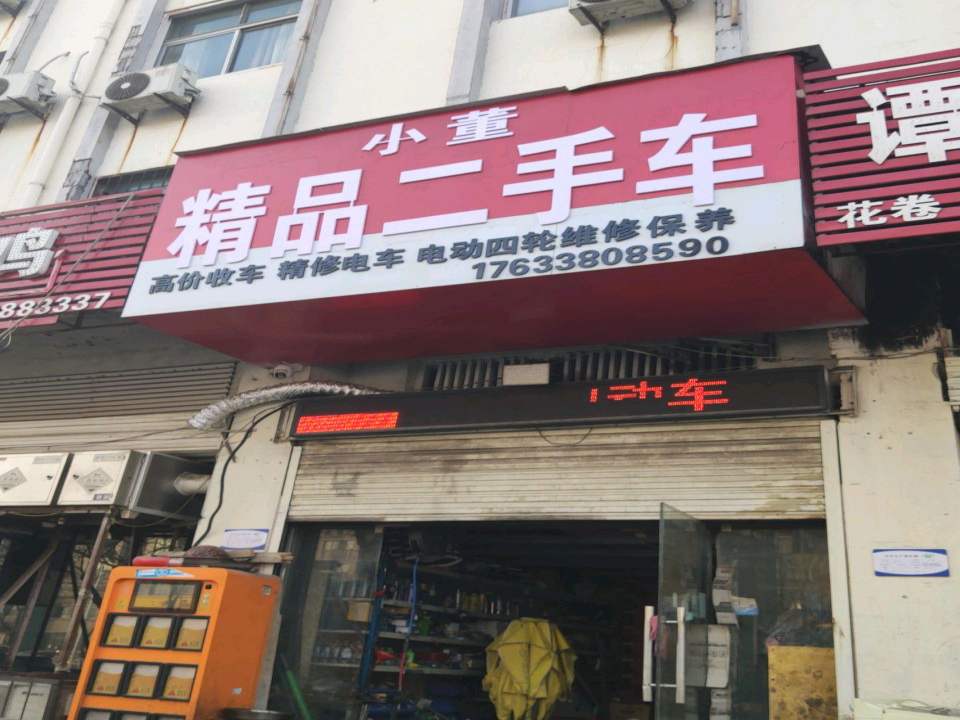 小董
精品二手车
高价收车 精修电车 电动四轮维修保养
17633808590
883337
谭
花卷
车